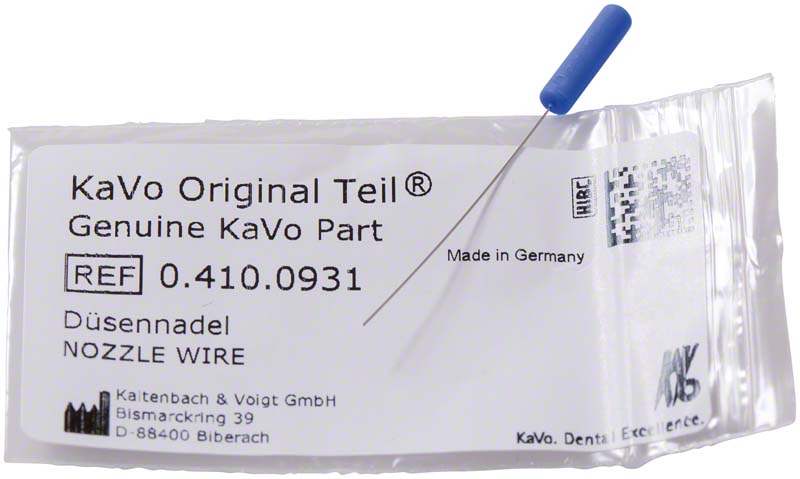 KaVo Original Teil®
Genuine KaVo Part
REF 0.410.0931
Made in Germany
HIBC
Düsennadel
NOZZLE WIRE
Kaltenbach & Voigt GmbH
Bismarckring 39
D-88400 Biberach
KaVo. Dental Excellence.